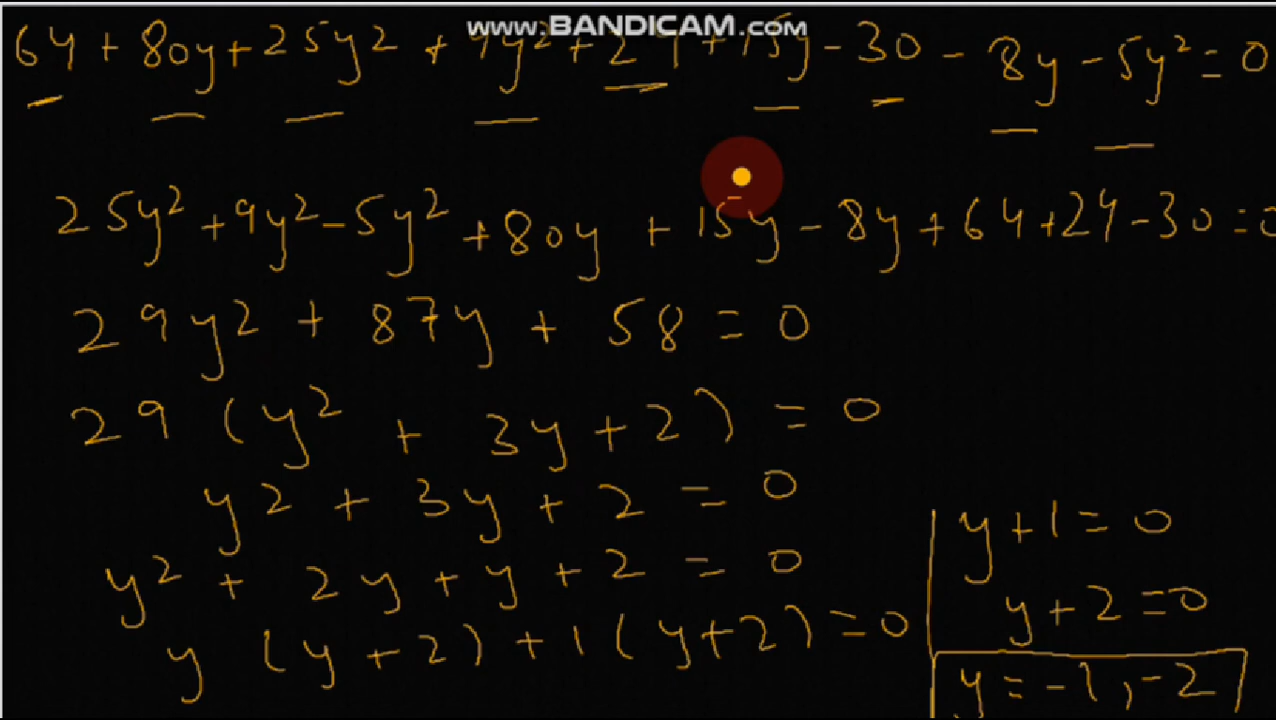 www.BANDICAM.com
64 + 80y + 25y² + 9y² + 24 + 15y - 30 - 8y - 5y² = 0
25y² + 9y² - 5y² + 80y + 15y - 8y + 64 + 24 - 30 = 0
29y² + 87y + 58 = 0
29 (y² + 3y + 2) = 0
y² + 3y + 2 = 0
y² + 2y + y + 2 = 0
y (y + 2) + 1 (y + 2) = 0
y + 1 = 0
y + 2 = 0
y = -1, -2